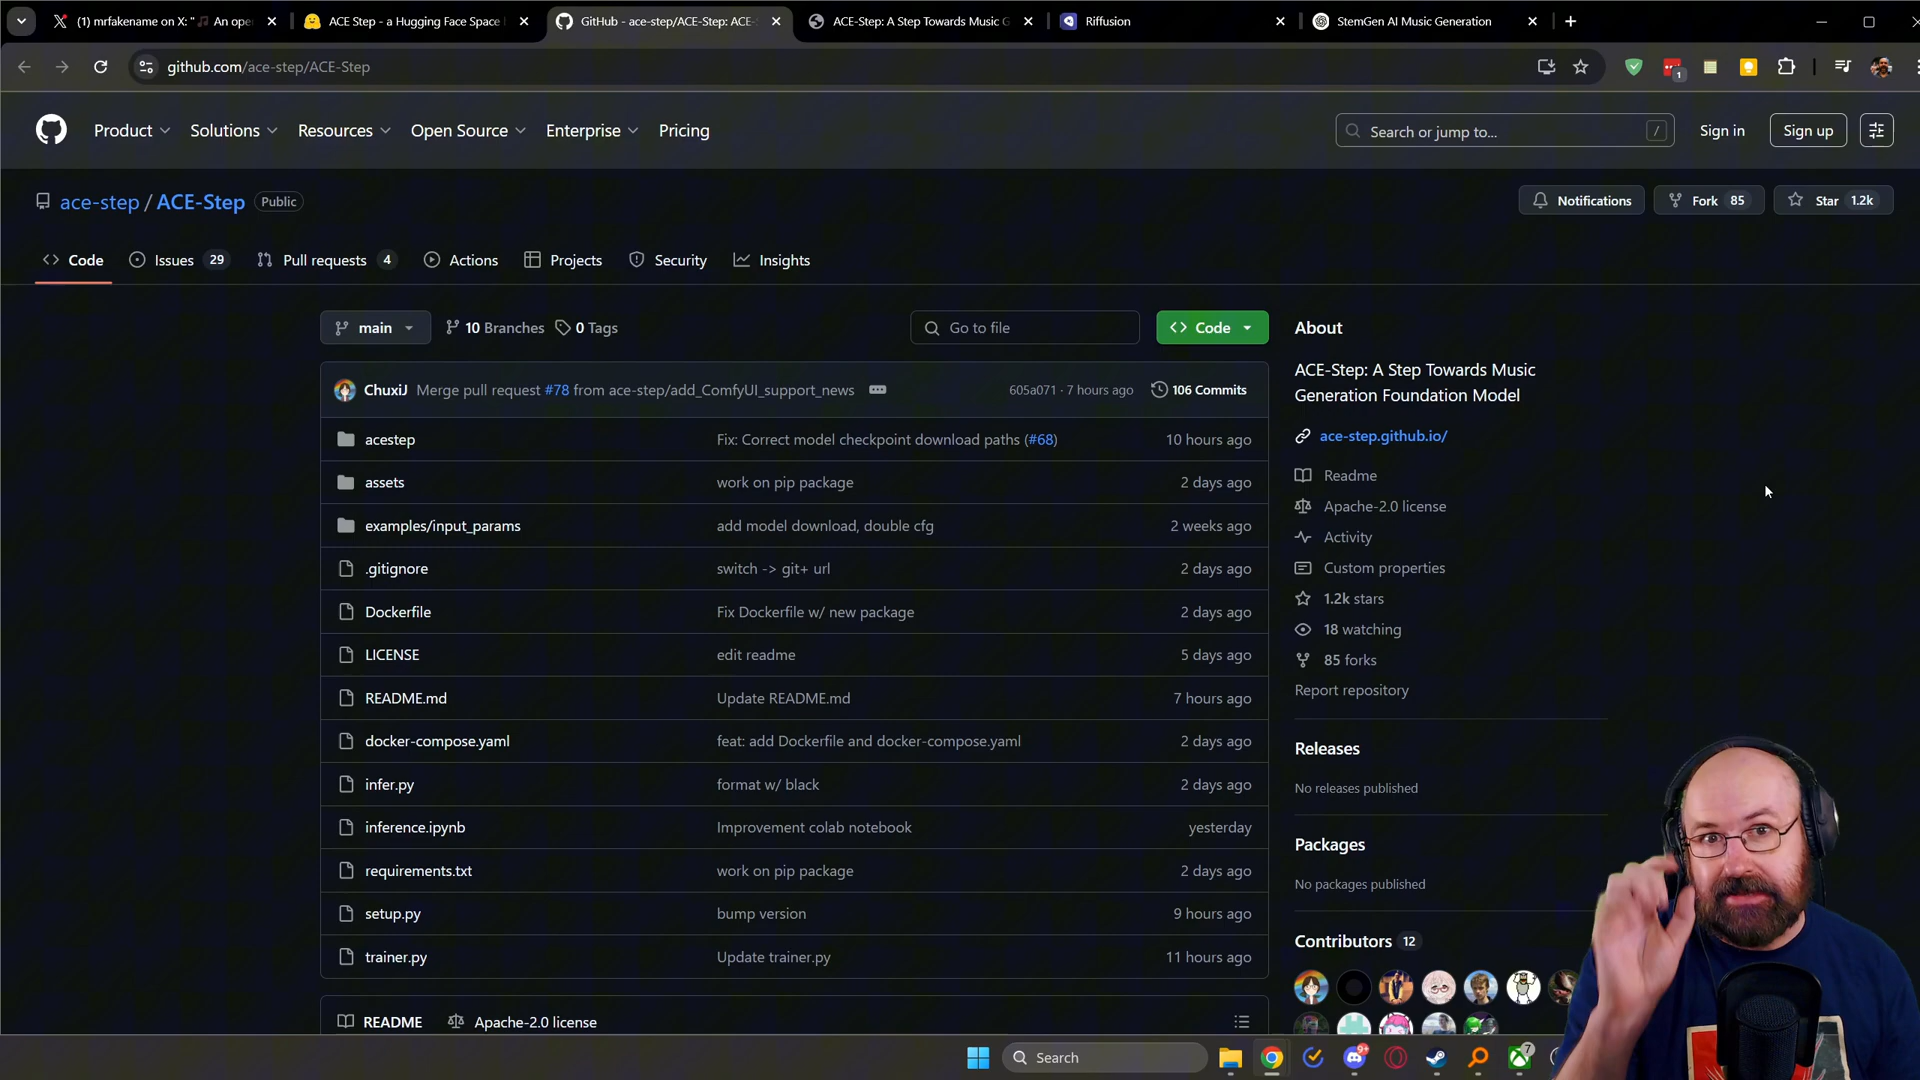 (1) mrfakename on X: "🎵 An open
ACE Step - a Hugging Face Space
GitHub - ace-step/ACE-Step: ACE-S
ACE-Step: A Step Towards Music G
Riffusion
StemGen AI Music Generation
github.com/ace-step/ACE-Step
1
Product
Solutions
Resources
Open Source
Enterprise
Pricing
Search or jump to...
/
Sign in
Sign up
ace-step / ACE-Step
Public
Notifications
Fork 85
Star 1.2k
Code
Issues 29
Pull requests 4
Actions
Projects
Security
Insights
main
10 Branches
0 Tags
Go to file
Code
ChuxiJ Merge pull request #78 from ace-step/add_ComfyUI_support_news
605a071 · 7 hours ago
106 Commits
acestep Fix: Correct model checkpoint download paths (#68) 10 hours ago
assets work on pip package 2 days ago
examples/input_params add model download, double cfg 2 weeks ago
.gitignore switch -> git+ url 2 days ago
Dockerfile Fix Dockerfile w/ new package 2 days ago
LICENSE edit readme 5 days ago
README.md Update README.md 7 hours ago
docker-compose.yaml feat: add Dockerfile and docker-compose.yaml 2 days ago
infer.py format w/ black 2 days ago
inference.ipynb Improvement colab notebook yesterday
requirements.txt work on pip package 2 days ago
setup.py bump version 9 hours ago
trainer.py Update trainer.py 11 hours ago
README
Apache-2.0 license
About
ACE-Step: A Step Towards Music
Generation Foundation Model
ace-step.github.io/
Readme
Apache-2.0 license
Activity
Custom properties
1.2k stars
18 watching
85 forks
Report repository
Releases
No releases published
Packages
No packages published
Contributors 12
Search
9+
7